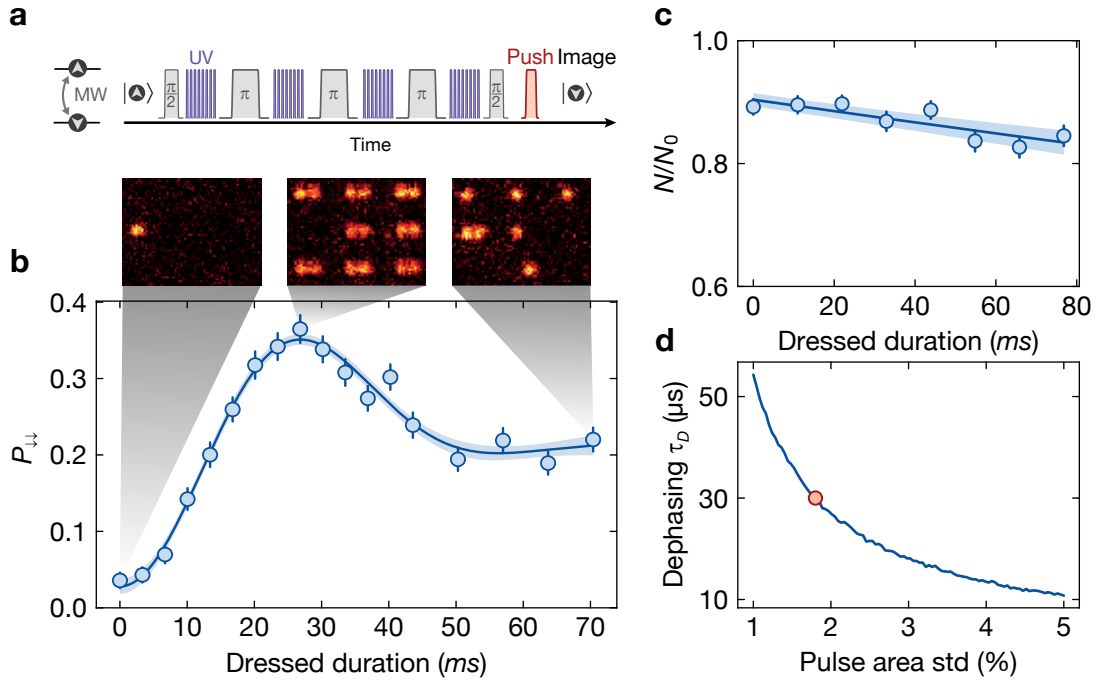 a
UV
Push Image
MW
|▲⟩
π/2
π
π
π
π/2
|▼⟩
Time
b
0.4
0.3
0.2
0.1
0.0
P↓↓
0 10 20 30 40 50 60 70
Dressed duration (ms)
c
1.0
0.8
0.6
N/N₀
0 20 40 60 80
Dressed duration (ms)
d
50
30
10
Dephasing τD (μs)
1 2 3 4 5
Pulse area std (%)